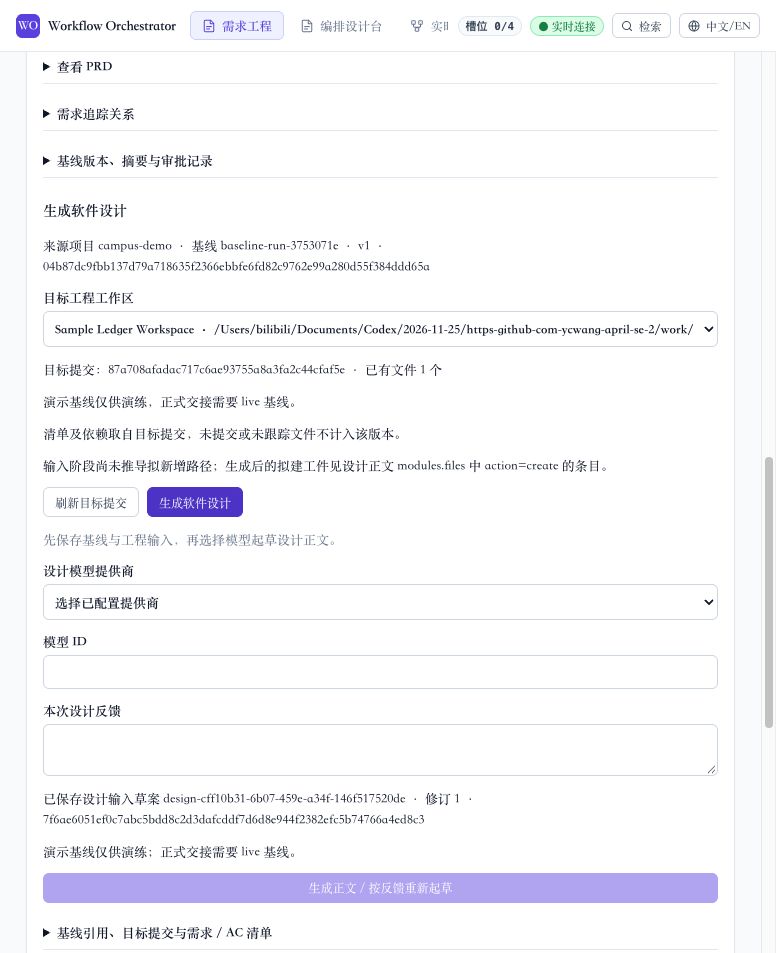 WO Workflow Orchestrator 需求工程 编排设计台 实 槽位 0/4 实时连接 检索 中文/EN
查看 PRD
需求追踪关系
基线版本、摘要与审批记录
生成软件设计
来源项目 campus-demo · 基线 baseline-run-3753071e · v1 ·
04b87dc9fbb137d79a718635f2366ebbfe6fd82c9762e99a280d55f384ddd65a
目标工程工作区
Sample Ledger Workspace · /Users/bilibili/Documents/Codex/2026-11-25/https-github-com-ycwang-april-se-2/work/
目标提交：87a708afadac717c6ae93755a8a3fa2c44cfaf5e · 已有文件 1 个
演示基线仅供演练，正式交接需要 live 基线。
清单及依赖取自目标提交，未提交或未跟踪文件不计入该版本。
输入阶段尚未推导拟新增路径；生成后的拟建工件见设计正文 modules.files 中 action=create 的条目。
刷新目标提交 生成软件设计
先保存基线与工程输入，再选择模型起草设计正文。
设计模型提供商
选择已配置提供商
模型 ID
本次设计反馈
已保存设计输入草案 design-cff10b31-6b07-459e-a34f-146f517520de · 修订 1 ·
7f6ae6051ef0c7abc5bdd8c2d3dafcddf7d6d8e944f2382efc5b74766a4ed8c3
演示基线仅供演练；正式交接需要 live 基线。
生成正文 / 按反馈重新起草
基线引用、目标提交与需求 / AC 清单